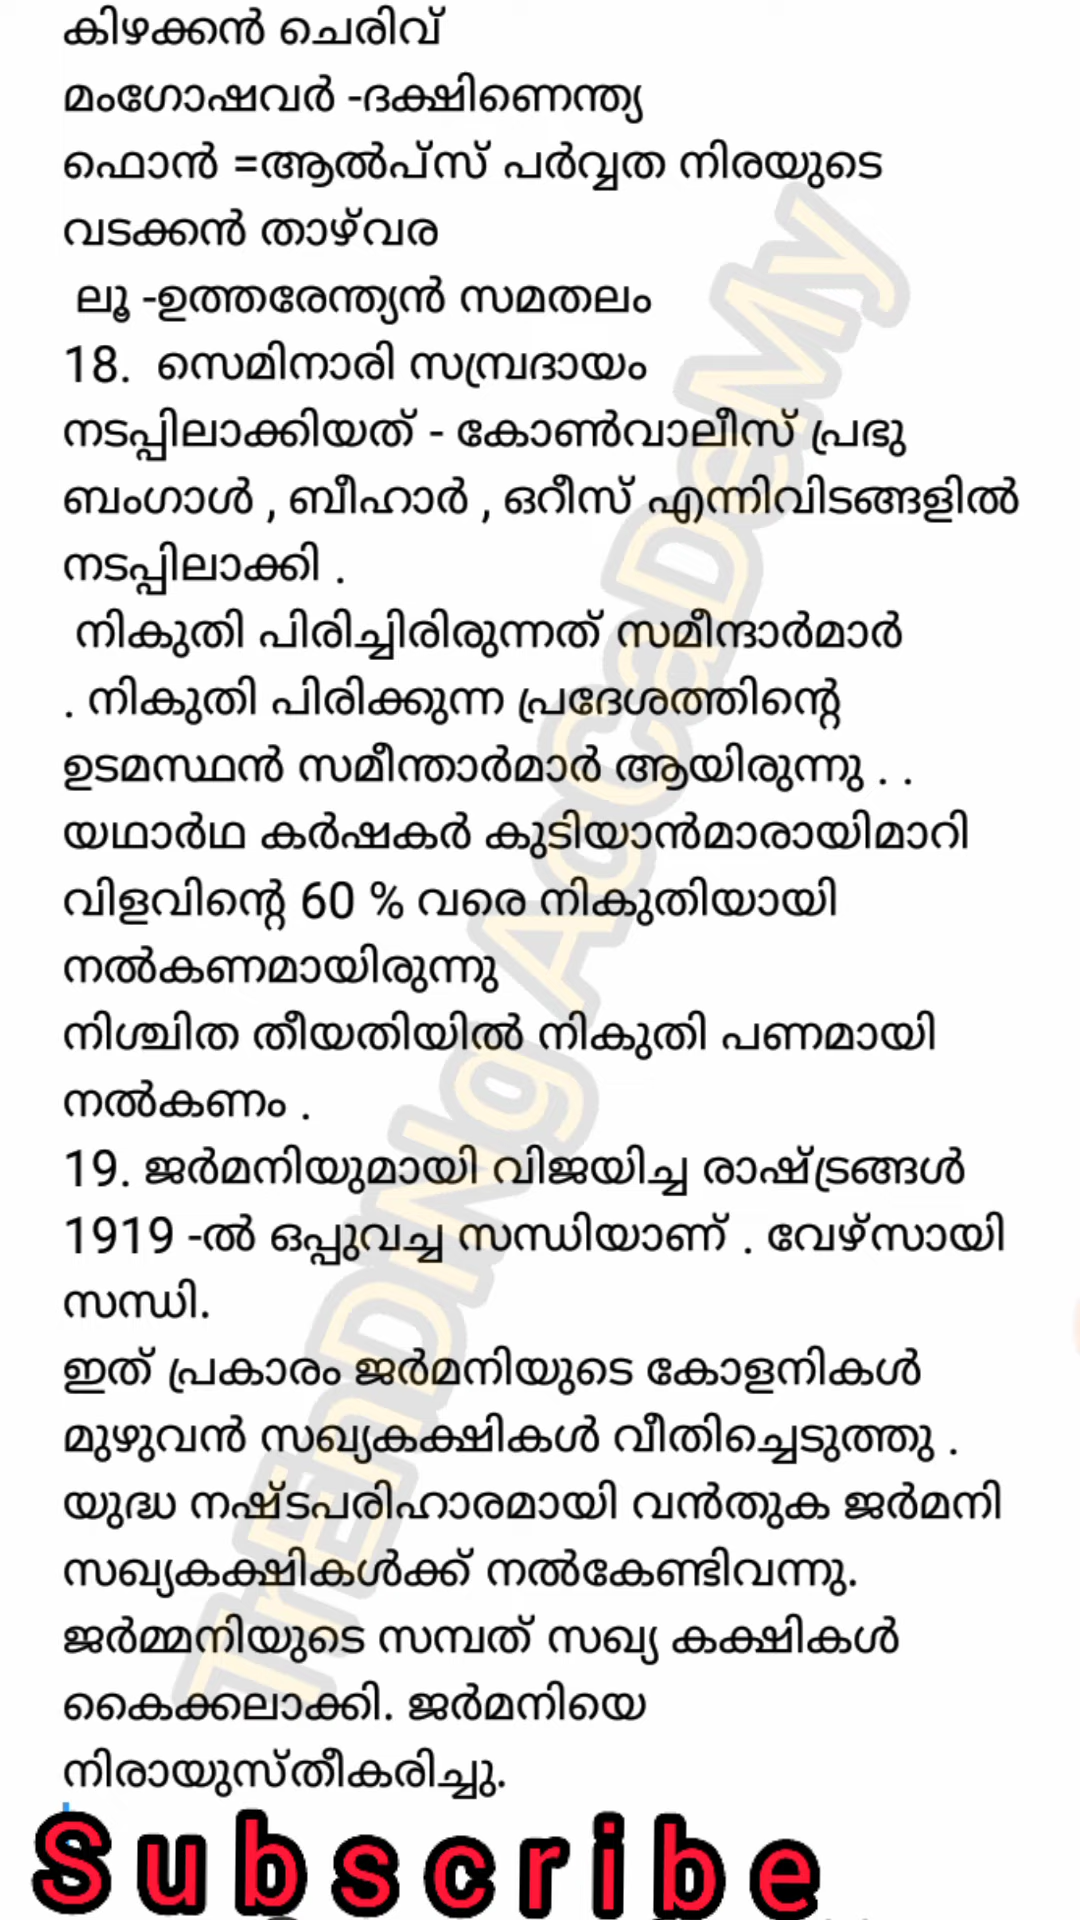 കിഴക്കൻ ചെരിവ്
മംഗോഷവർ -ദക്ഷിണെന്ത്യ
ഫൊൻ =ആൽപ്സ് പർവ്വത നിരയുടെ
വടക്കൻ താഴ്‌വര
ലൂ -ഉത്തരേന്ത്യൻ സമതലം
18. സെമിനാരി സമ്പ്രദായം
നടപ്പിലാക്കിയത് - കോൺവാലീസ് പ്രഭു
ബംഗാൾ , ബീഹാർ , ഒറീസ് എന്നിവിടങ്ങളിൽ
നടപ്പിലാക്കി .
നികുതി പിരിച്ചിരിരുന്നത് സമീന്ദാർമാർ
. നികുതി പിരിക്കുന്ന പ്രദേശത്തിന്റെ
ഉടമസ്ഥൻ സമീന്താർമാർ ആയിരുന്നു . .
യഥാർഥ കർഷകർ കുടിയാൻമാരായിമാറി
വിളവിന്റെ 60 % വരെ നികുതിയായി
നൽകണമായിരുന്നു
നിശ്ചിത തീയതിയിൽ നികുതി പണമായി
നൽകണം .
19. ജർമനിയുമായി വിജയിച്ച രാഷ്ട്രങ്ങൾ
1919 -ൽ ഒപ്പുവച്ച സന്ധിയാണ് . വേഴ്സായി
സന്ധി.
ഇത് പ്രകാരം ജർമനിയുടെ കോളനികൾ
മുഴുവൻ സഖ്യകക്ഷികൾ വീതിച്ചെടുത്തു .
യുദ്ധ നഷ്ടപരിഹാരമായി വൻതുക ജർമനി
സഖ്യകക്ഷികൾക്ക് നൽകേണ്ടിവന്നു.
ജർമ്മനിയുടെ സമ്പത് സഖ്യ കക്ഷികൾ
കൈക്കലാക്കി. ജർമനിയെ
നിരായുസ്തീകരിച്ചു.
Subscribe
TrEnDiNg AcCaDeMy